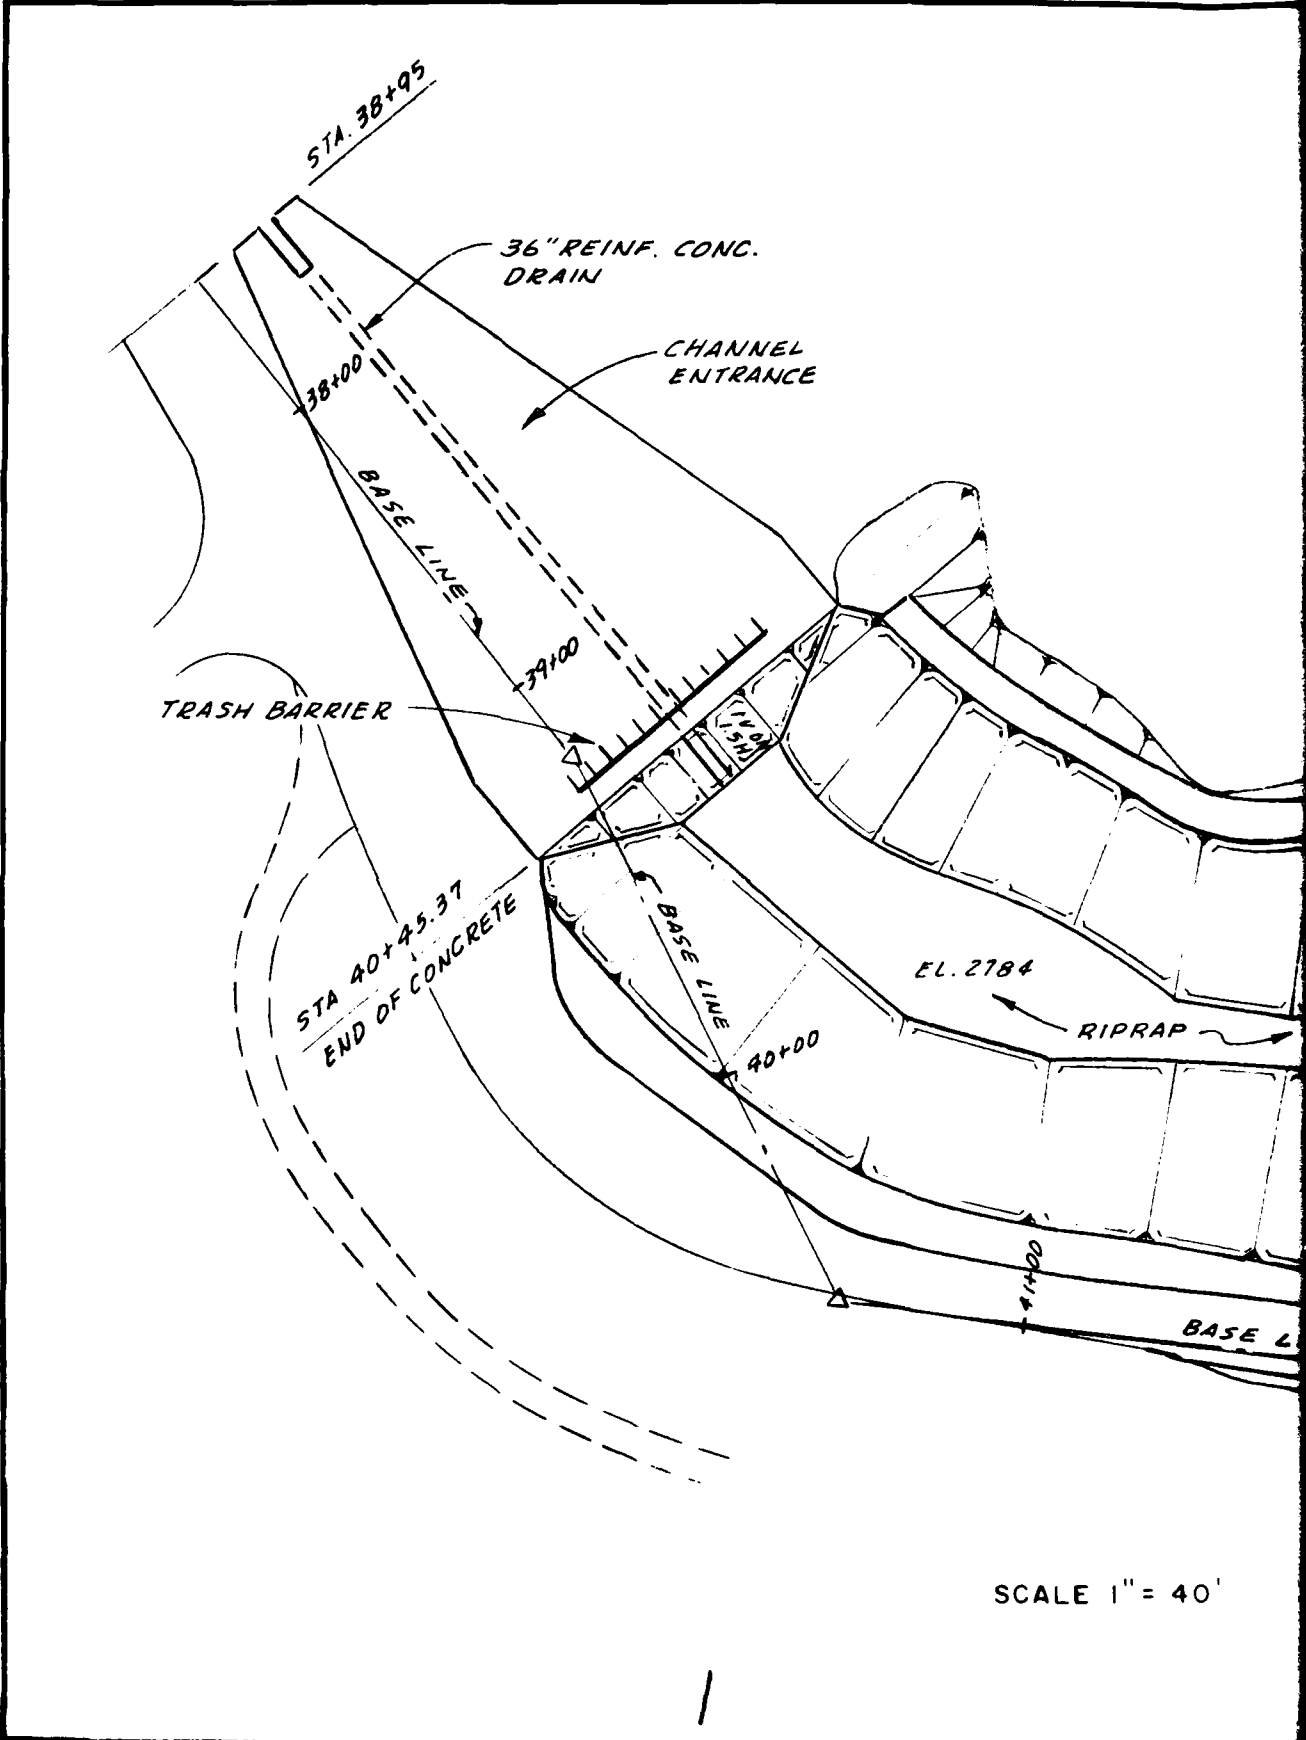 STA. 38+95
36" REINF. CONC.
DRAIN
CHANNEL
ENTRANCE
38+00
BASE LINE
39+00
TRASH BARRIER
1V ON
1.5H
STA 40+45.37
END OF CONCRETE
BASE LINE
EL. 2784
RIPRAP
40+00
41+00
BASE L
SCALE 1" = 40'
1